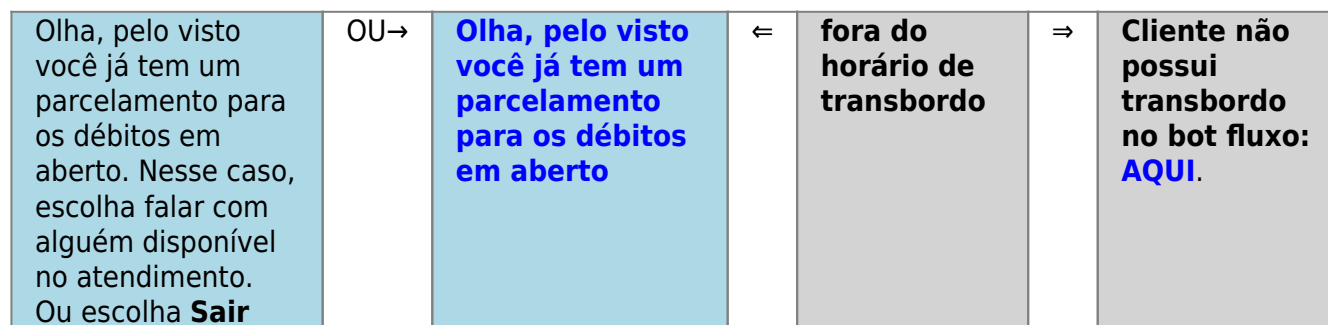 Olha, pelo visto
você já tem um
parcelamento para
os débitos em
aberto. Nesse caso,
escolha falar com
alguém disponível
no atendimento.
Ou escolha Sair
OU→
Olha, pelo visto
você já tem um
parcelamento
para os débitos
em aberto
⇐
fora do
horário de
transbordo
⇒
Cliente não
possui
transbordo
no bot fluxo:
AQUI.